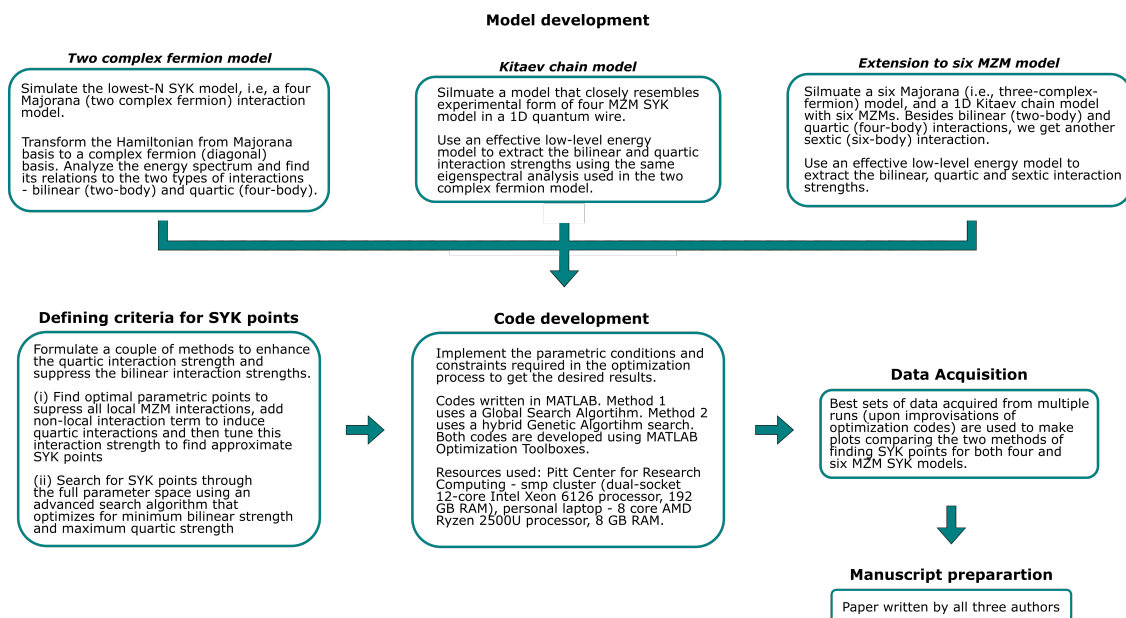 Model development
Two complex fermion model
Simulate the lowest-N SYK model, i.e, a four
Majorana (two complex fermion) interaction
model.
Transform the Hamiltonian from Majorana
basis to a complex fermion (diagonal)
basis. Analyze the energy spectrum and find
its relations to the two types of interactions
- bilinear (two-body) and quartic (four-body).
Kitaev chain model
Silmuate a model that closely resembles
experimental form of four MZM SYK
model in a 1D quantum wire.
Use an effective low-level energy
model to extract the bilinear and quartic
interaction strengths using the same
eigenspectral analysis used in the two
complex fermion model.
Extension to six MZM model
Silmuate a six Majorana (i.e., three-complex-
fermion) model, and a 1D Kitaev chain model
with six MZMs. Besides bilinear (two-body) and
quartic (four-body) interactions, we get another
sextic (six-body) interaction.
Use an effective low-level energy model to
extract the bilinear, quartic and sextic interaction
strengths.
Defining criteria for SYK points
Formulate a couple of methods to enhance
the quartic interaction strength and
suppress the bilinear interaction strengths.
(i) Find optimal parametric points to
supress all local MZM interactions, add
non-local interaction term to induce
quartic interactions and then tune this
interaction strength to find approximate
SYK points
(ii) Search for SYK points through
the full parameter space using an
advanced search algorithm that
optimizes for minimum bilinear strength
and maximum quartic strength
Code development
Implement the parametric conditions and
constraints required in the optimization
process to get the desired results.
Codes written in MATLAB. Method 1
uses a Global Search Algortihm. Method 2
uses a hybrid Genetic Algortihm search.
Both codes are developed using MATLAB
Optimization Toolboxes.
Resources used: Pitt Center for Research
Computing - smp cluster (dual-socket
12-core Intel Xeon 6126 processor, 192
GB RAM), personal laptop - 8 core AMD
Ryzen 2500U processor, 8 GB RAM.
Data Acquisition
Best sets of data acquired from multiple
runs (upon improvisations of
optimization codes) are used to make
plots comparing the two methods of
finding SYK points for both four and
six MZM SYK models.
Manuscript preparartion
Paper written by all three authors